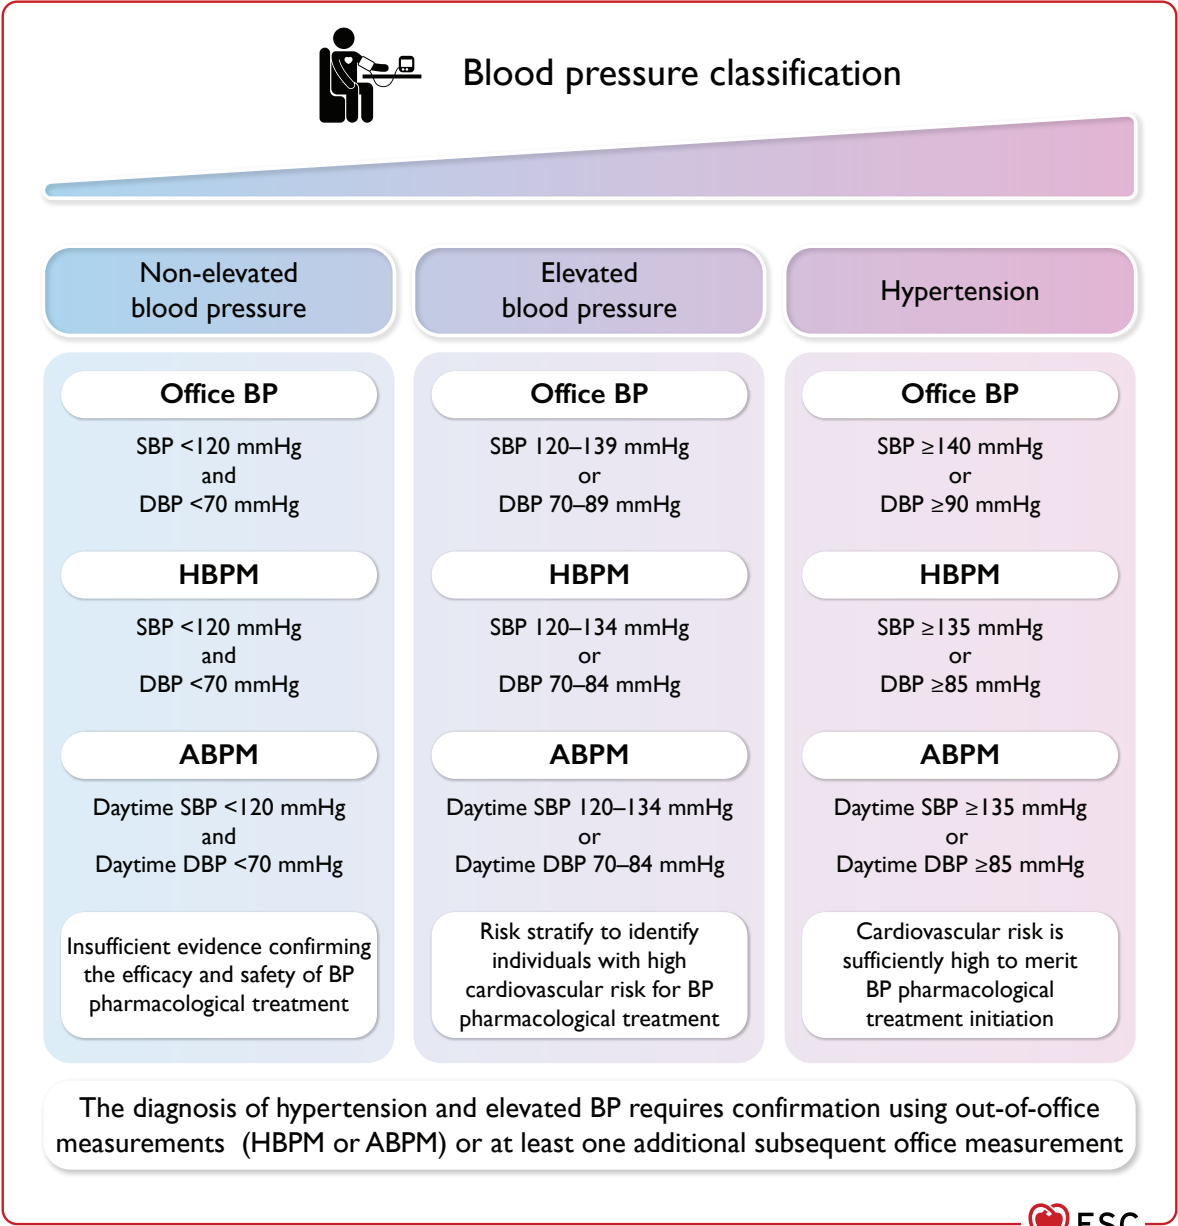 Blood pressure classification
Non-elevated
blood pressure
Office BP
SBP <120 mmHg
and
DBP <70 mmHg
HBPM
SBP <120 mmHg
and
DBP <70 mmHg
ABPM
Daytime SBP <120 mmHg
and
Daytime DBP <70 mmHg
Insufficient evidence confirming
the efficacy and safety of BP
pharmacological treatment
Elevated
blood pressure
Office BP
SBP 120–139 mmHg
or
DBP 70–89 mmHg
HBPM
SBP 120–134 mmHg
or
DBP 70–84 mmHg
ABPM
Daytime SBP 120–134 mmHg
or
Daytime DBP 70–84 mmHg
Risk stratify to identify
individuals with high
cardiovascular risk for BP
pharmacological treatment
Hypertension
Office BP
SBP ≥140 mmHg
or
DBP ≥90 mmHg
HBPM
SBP ≥135 mmHg
or
DBP ≥85 mmHg
ABPM
Daytime SBP ≥135 mmHg
or
Daytime DBP ≥85 mmHg
Cardiovascular risk is
sufficiently high to merit
BP pharmacological
treatment initiation
The diagnosis of hypertension and elevated BP requires confirmation using out-of-office
measurements (HBPM or ABPM) or at least one additional subsequent office measurement
ESC